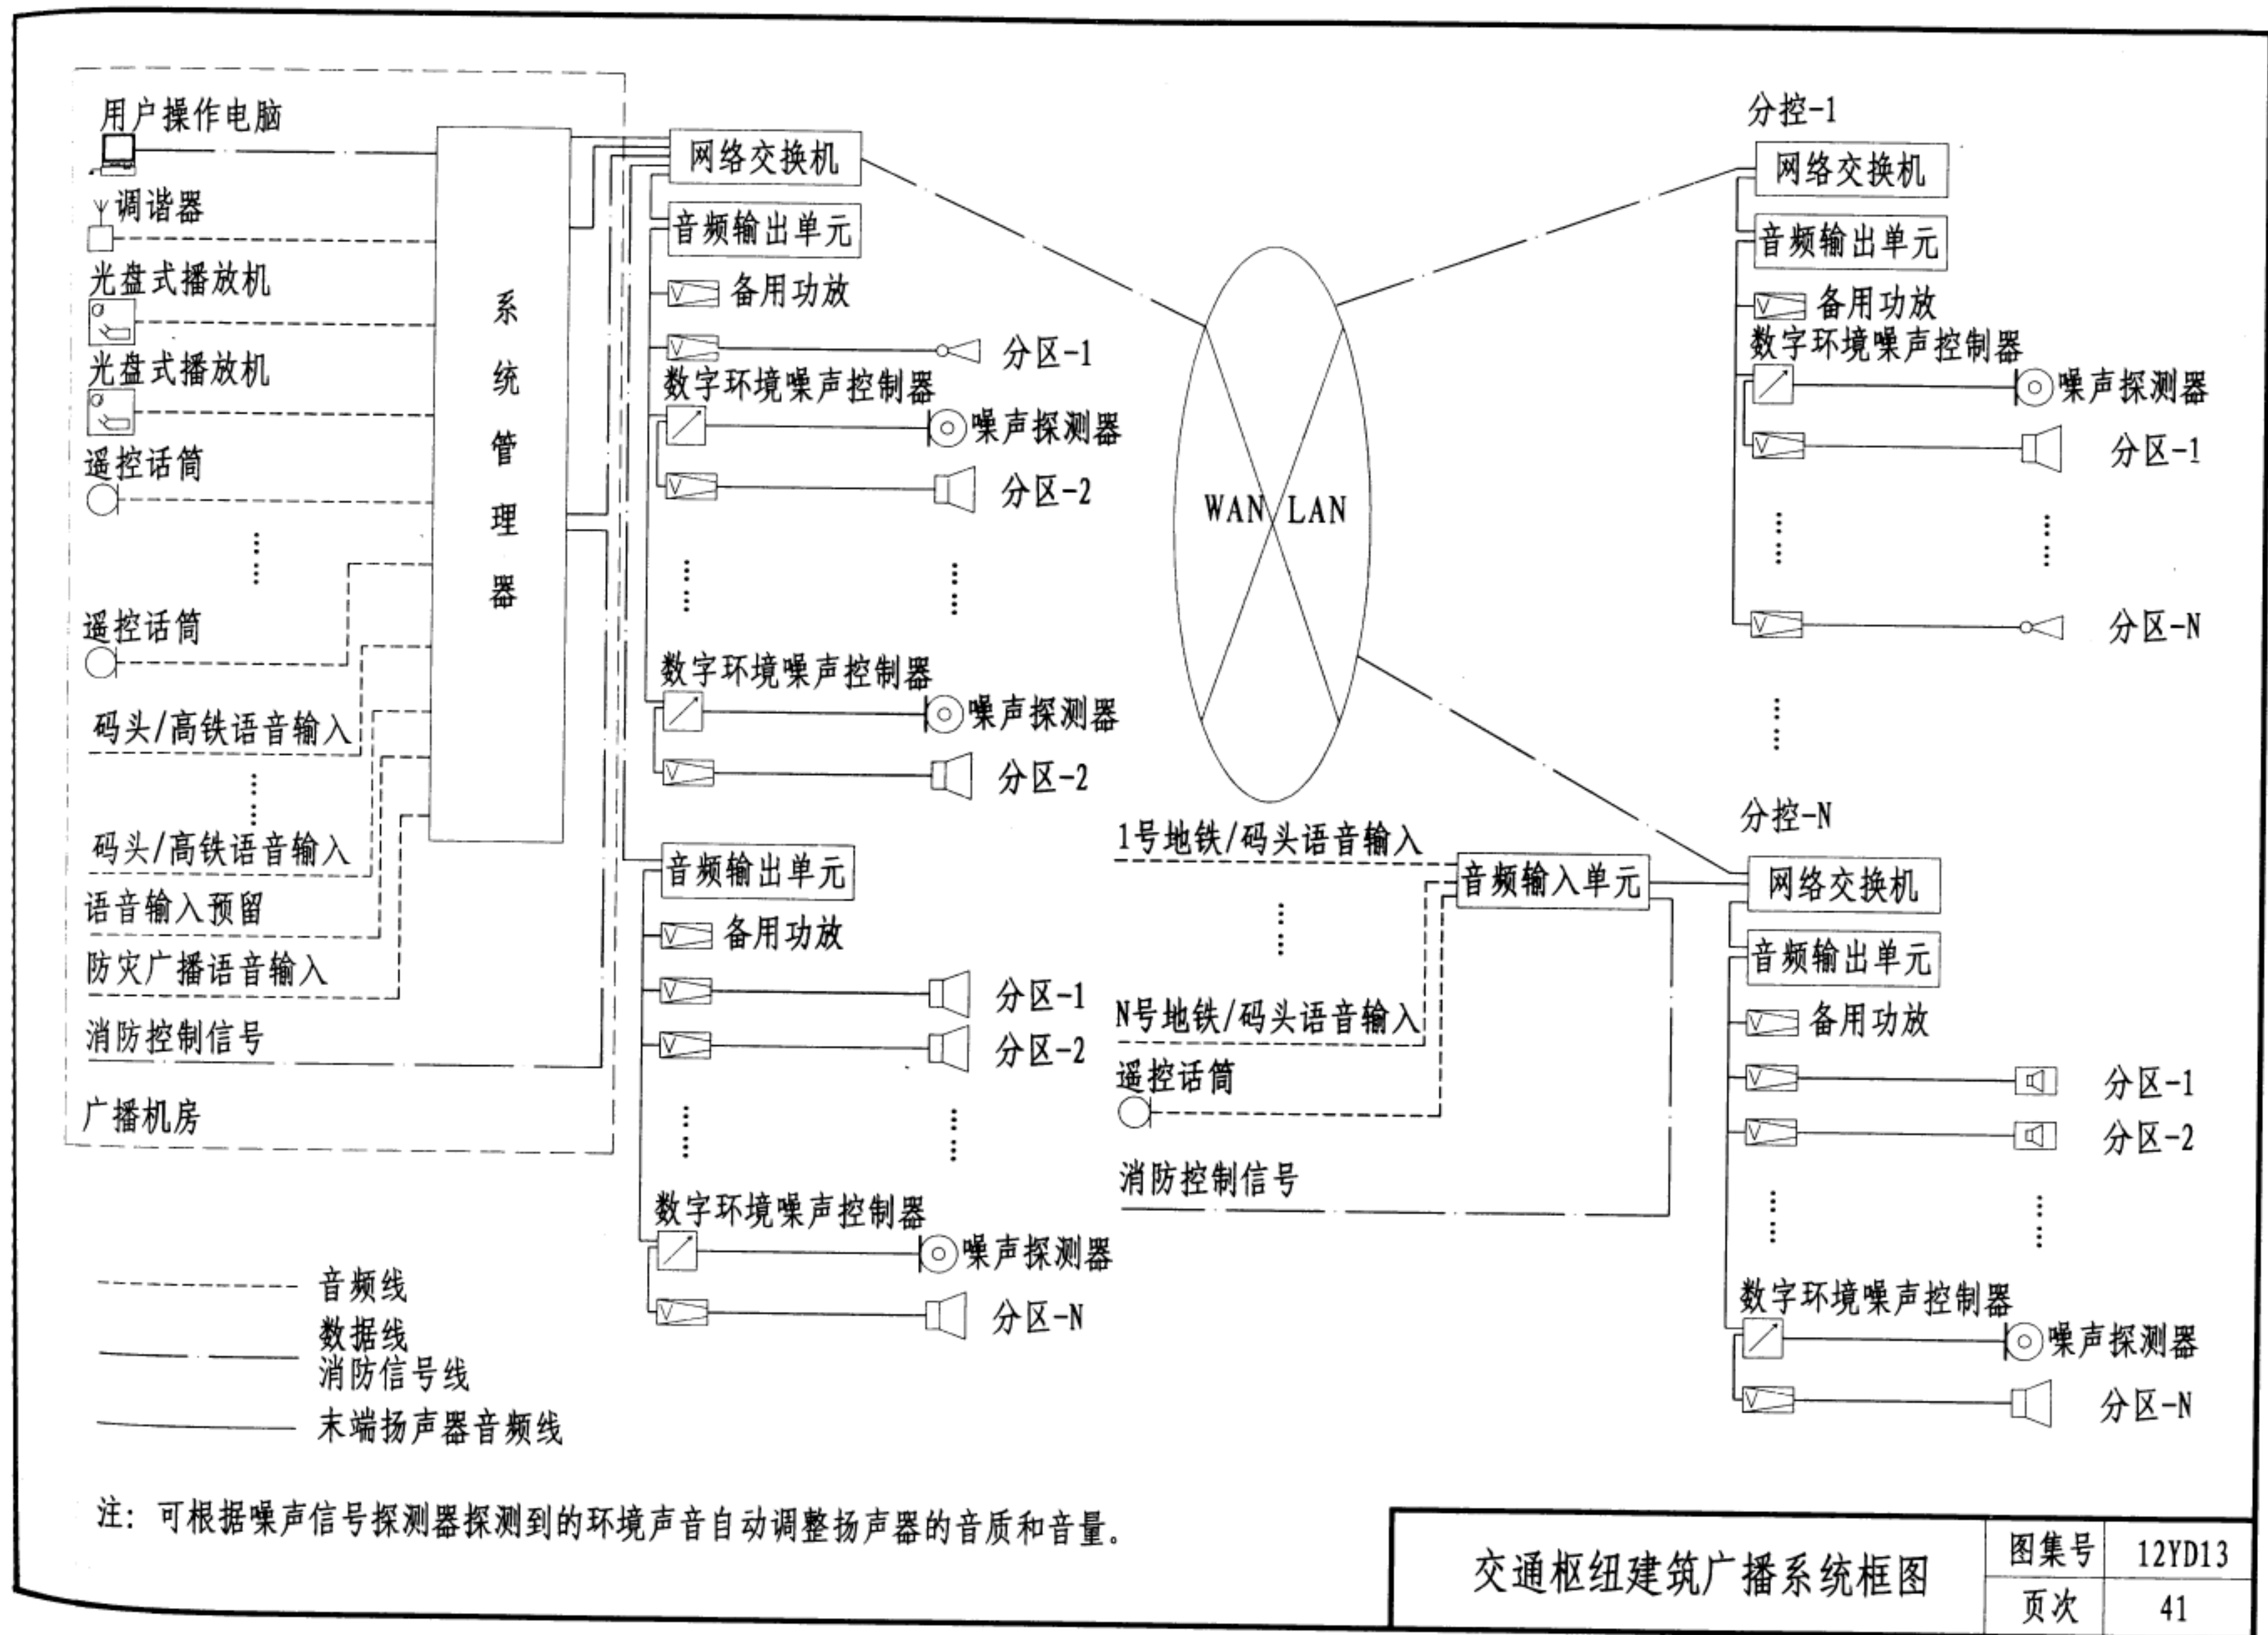 用户操作电脑
调谐器
光盘式播放机
光盘式播放机
遥控话筒
遥控话筒
码头/高铁语音输入
码头/高铁语音输入
语音输入预留
防灾广播语音输入
消防控制信号
广播机房
系统管理器
网络交换机
音频输出单元
备用功放
分区-1
数字环境噪声控制器
噪声探测器
分区-2
数字环境噪声控制器
噪声探测器
分区-2
音频输出单元
备用功放
分区-1
分区-2
数字环境噪声控制器
噪声探测器
分区-N
WAN LAN
分控-1
网络交换机
音频输出单元
备用功放
数字环境噪声控制器
噪声探测器
分区-1
分区-N
分控-N
1号地铁/码头语音输入
音频输入单元
N号地铁/码头语音输入
遥控话筒
消防控制信号
网络交换机
音频输出单元
备用功放
分区-1
分区-2
数字环境噪声控制器
噪声探测器
分区-N
音频线
数据线
消防信号线
末端扬声器音频线
注: 可根据噪声信号探测器探测到的环境声音自动调整扬声器的音质和音量。
交通枢纽建筑广播系统框图
图集号 12YD13
页次 41